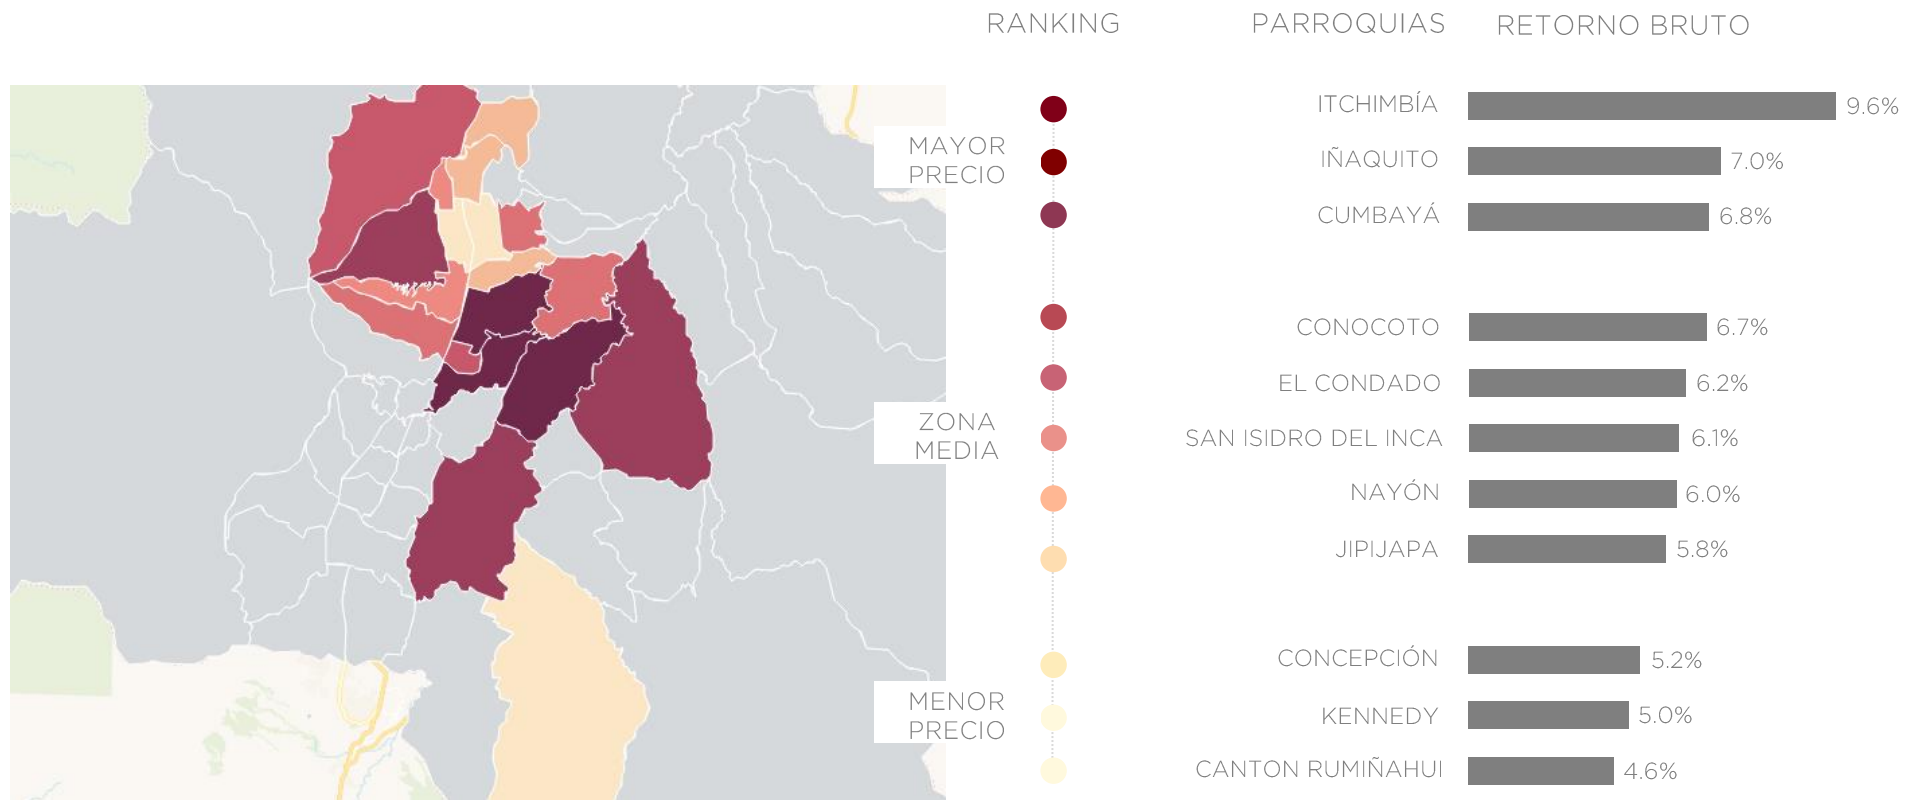 RANKING
PARROQUIAS
RETORNO BRUTO
MAYOR
PRECIO
ITCHIMBÍA 9.6%
IÑAQUITO 7.0%
CUMBAYÁ 6.8%
ZONA
MEDIA
CONOCOTO 6.7%
EL CONDADO 6.2%
SAN ISIDRO DEL INCA 6.1%
NAYÓN 6.0%
JIPIJAPA 5.8%
MENOR
PRECIO
CONCEPCIÓN 5.2%
KENNEDY 5.0%
CANTON RUMIÑAHUI 4.6%